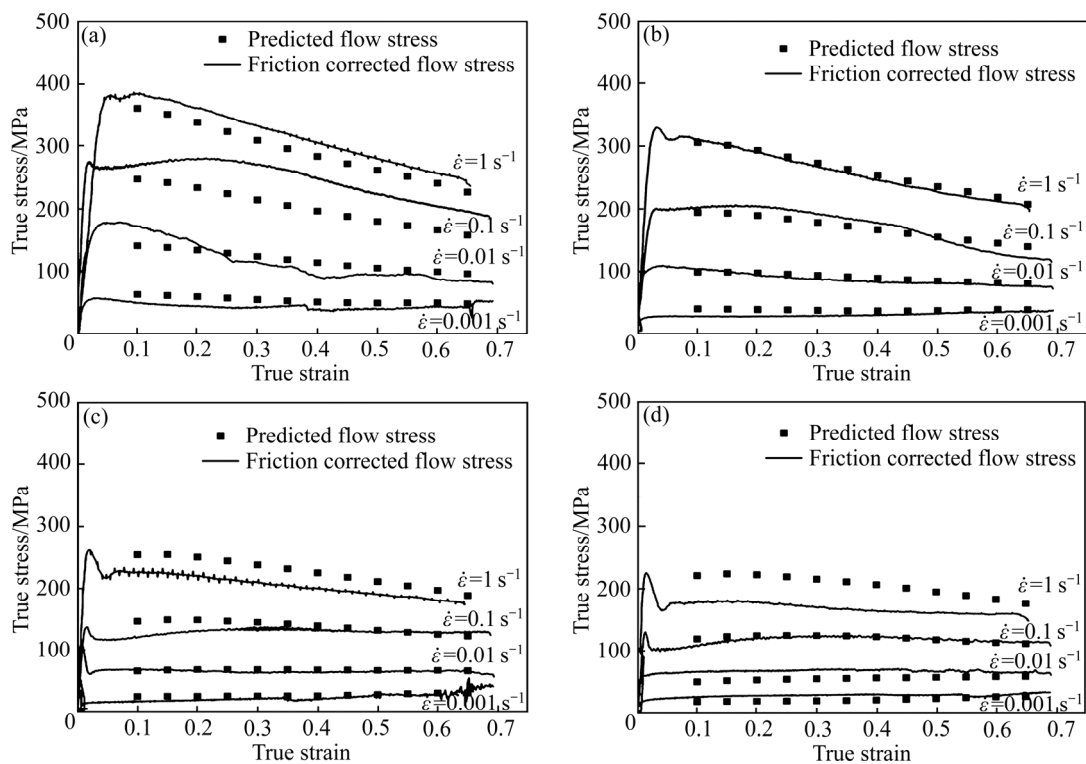 (a)
Predicted flow stress
Friction corrected flow stress
500
400
300
200
100
0
0.1 0.2 0.3 0.4 0.5 0.6 0.7
True stress/MPa
True strain
ε̇=1 s⁻¹
ε̇=0.1 s⁻¹
ε̇=0.01 s⁻¹
ε̇=0.001 s⁻¹
(b)
Predicted flow stress
Friction corrected flow stress
500
400
300
200
100
0
0.1 0.2 0.3 0.4 0.5 0.6 0.7
True stress/MPa
True strain
ε̇=1 s⁻¹
ε̇=0.1 s⁻¹
ε̇=0.01 s⁻¹
ε̇=0.001 s⁻¹
(c)
Predicted flow stress
Friction corrected flow stress
500
400
300
200
100
0
0.1 0.2 0.3 0.4 0.5 0.6 0.7
True stress/MPa
True strain
ε̇=1 s⁻¹
ε̇=0.1 s⁻¹
ε̇=0.01 s⁻¹
ε̇=0.001 s⁻¹
(d)
Predicted flow stress
Friction corrected flow stress
500
400
300
200
100
0
0.1 0.2 0.3 0.4 0.5 0.6 0.7
True stress/MPa
True strain
ε̇=1 s⁻¹
ε̇=0.1 s⁻¹
ε̇=0.01 s⁻¹
ε̇=0.001 s⁻¹